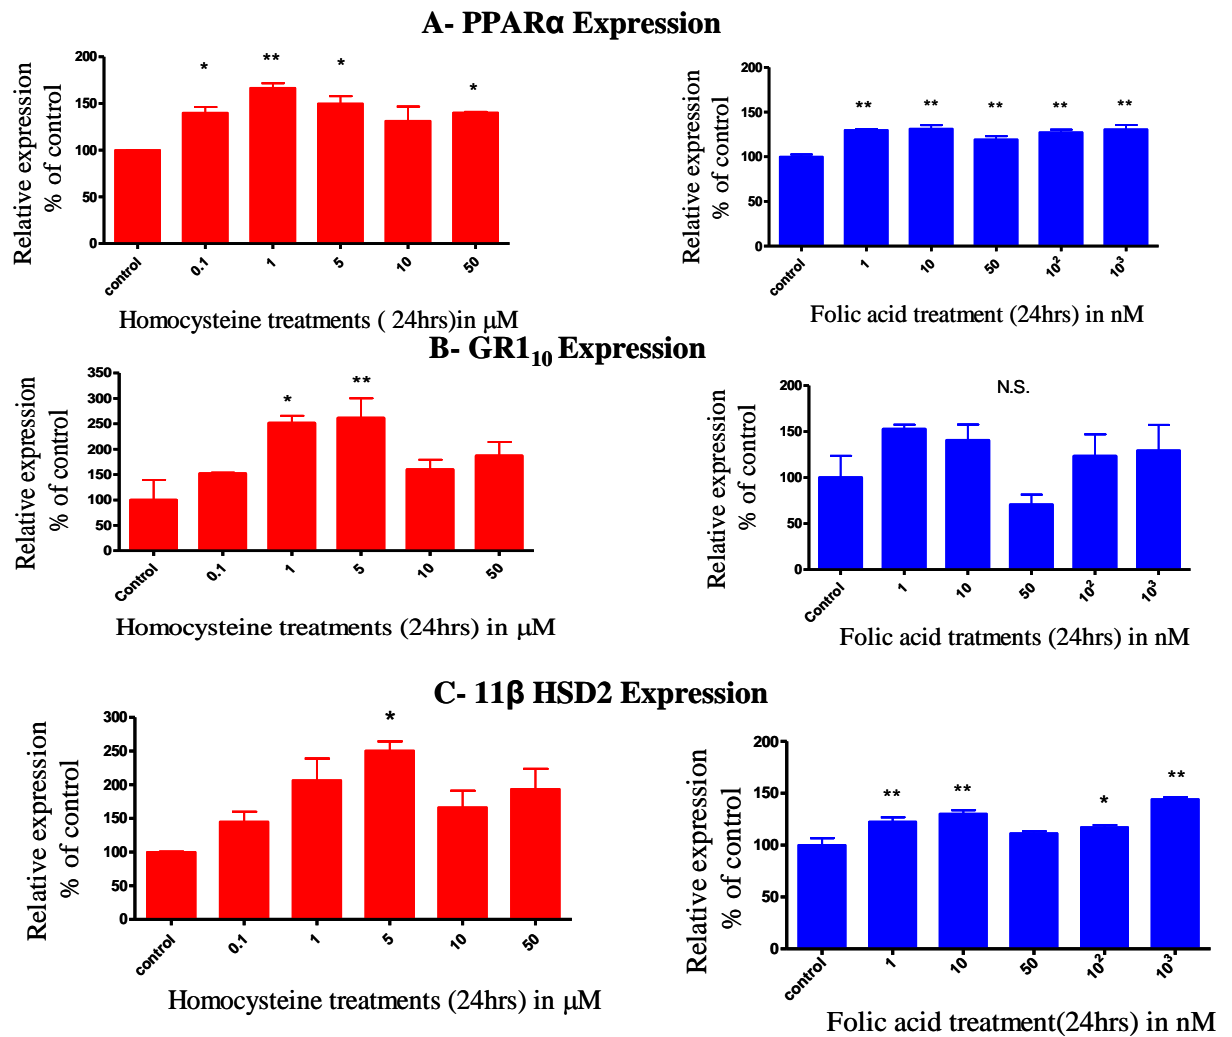 A- PPARα Expression
Relative expression
% of control
200
150
100
50
0
*
**
*
*
control
0.1
1
5
10
50
Homocysteine treatments ( 24hrs)in μM
Relative expression
% of control
200
150
100
50
0
**
**
**
**
**
control
1
10
50
10²
10³
Folic acid treatment (24hrs) in nM
B- GR1₁₀ Expression
Relative expression
% of control
350
300
250
200
150
100
50
0
*
**
Control
0.1
1
5
10
50
Homocysteine treatments (24hrs) in μM
Relative expression
% of control
200
150
100
50
0
N.S.
Control
1
10
50
10²
10³
Folic acid tratments (24hrs) in nM
C- 11β HSD2 Expression
Relative expression
% of control
300
250
200
150
100
50
0
*
control
0.1
1
5
10
50
Homocysteine treatments (24hrs) in μM
Relative expression
% of control
200
150
100
50
0
**
**
*
**
control
1
10
50
10²
10³
Folic acid treatment(24hrs) in nM